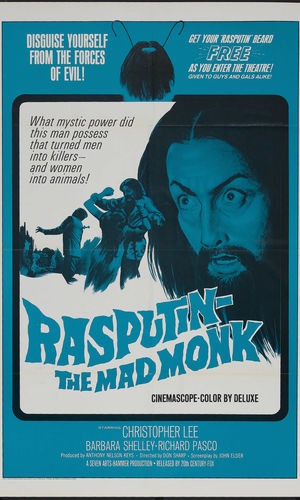 DISGUISE YOURSELF
FROM THE FORCES
OF EVIL!
GET YOUR 'RASPUTIN' BEARD
FREE
AS YOU ENTER THE THEATRE!
GIVEN TO GUYS AND GALS ALIKE!
What mystic power did
this man possess
that turned men
into killers—
and women
into animals!
RASPUTIN-
THE MAD MONK
CINEMASCOPE·COLOR BY DELUXE
STARRING
CHRISTOPHER LEE
BARBARA SHELLEY·RICHARD PASCO
Produced by ANTHONY NELSON KEYS · Directed by DON SHARP · Screenplay by JOHN ELDER
A SEVEN ARTS-HAMMER PRODUCTION · RELEASED BY 20th CENTURY-FOX